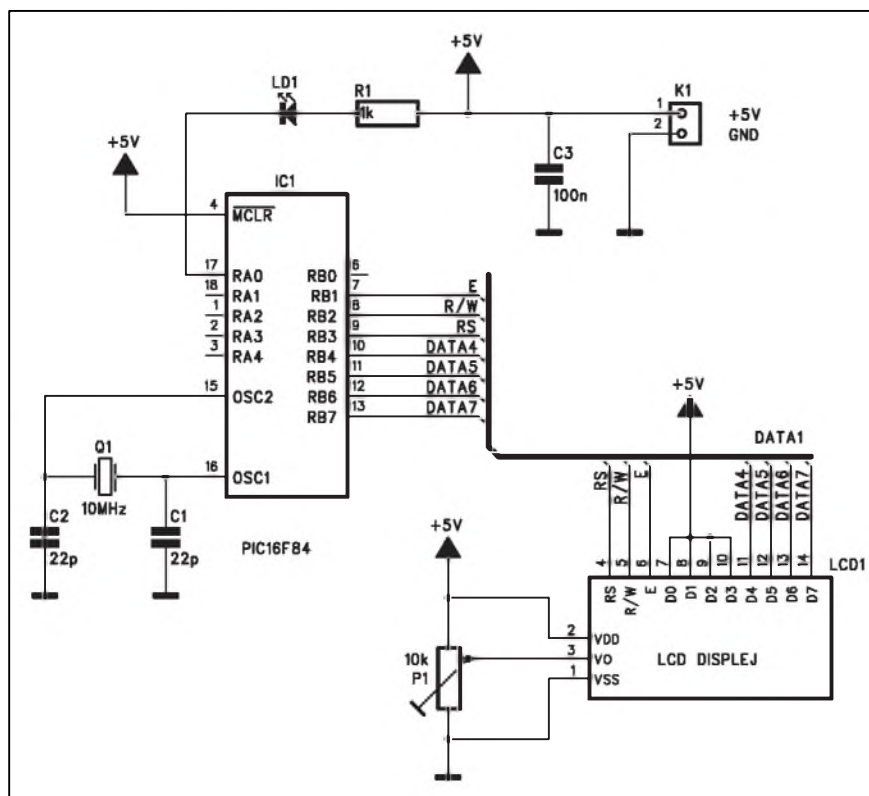 +5V
LD1
R1
1k
K1
1
2
+5V
GND
+5V
C3
100n
IC1
4
MCLR
17
RA0
18
RA1
1
RA2
2
RA3
3
RA4
15
OSC2
16
OSC1
RB0
6
RB1
7
E
RB2
8
R/W
RB3
9
RS
RB4
10
DATA4
RB5
11
DATA5
RB6
12
DATA6
RB7
13
DATA7
Q1
10MHz
C2
22p
C1
22p
PIC16F84
+5V
DATA1
RS
R/W
E
DATA4
DATA5
DATA6
DATA7
+5V
4
5
6
7
8
9
10
11
12
13
14
LCD1
RS
R/W
E
D0
D1
D2
D3
D4
D5
D6
D7
2
VDD
3
VO
1
VSS
LCD DISPLEJ
10k
P1